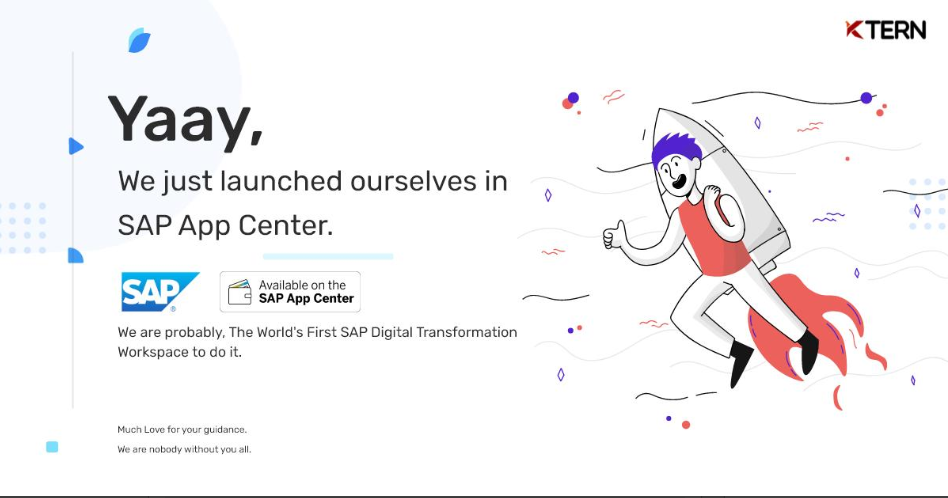 KTERN
Yaay,
We just launched ourselves in
SAP App Center.
SAP®
Available on the
SAP App Center
We are probably, The World's First SAP Digital Transformation
Workspace to do it.
Much Love for your guidance.
We are nobody without you all.